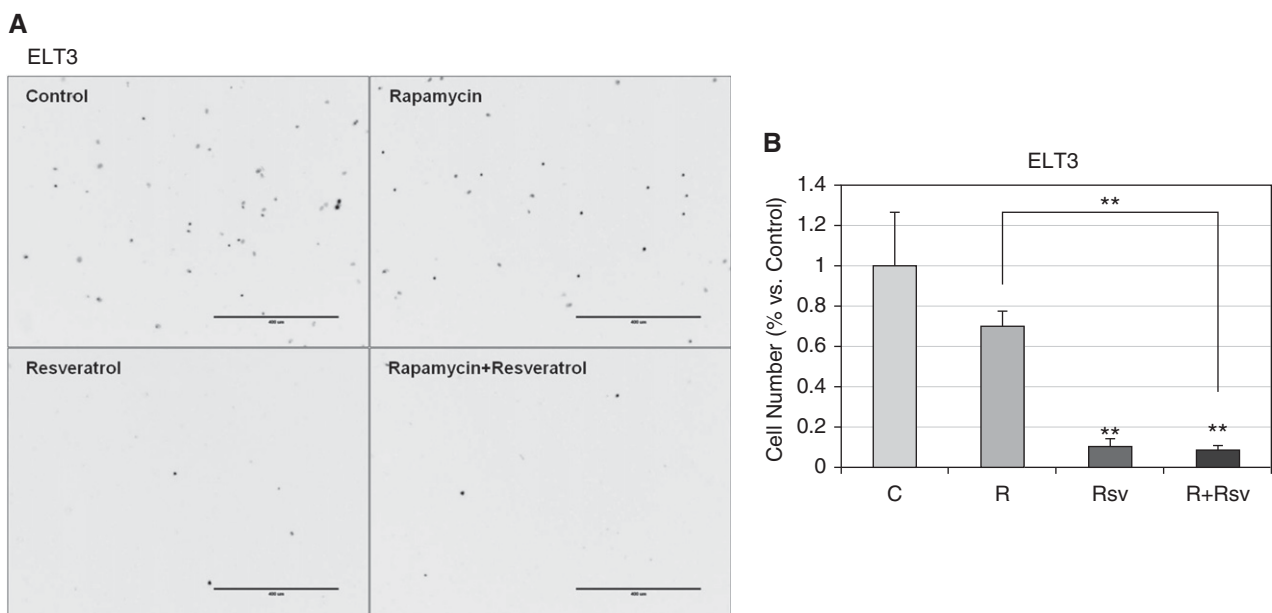 A
ELT3
Control
Rapamycin
Resveratrol
Rapamycin+Resveratrol
B
ELT3
Cell Number (% vs. Control)
1.4
1.2
1
0.8
0.6
0.4
0.2
0
**
**
**
C
R
Rsv
R+Rsv